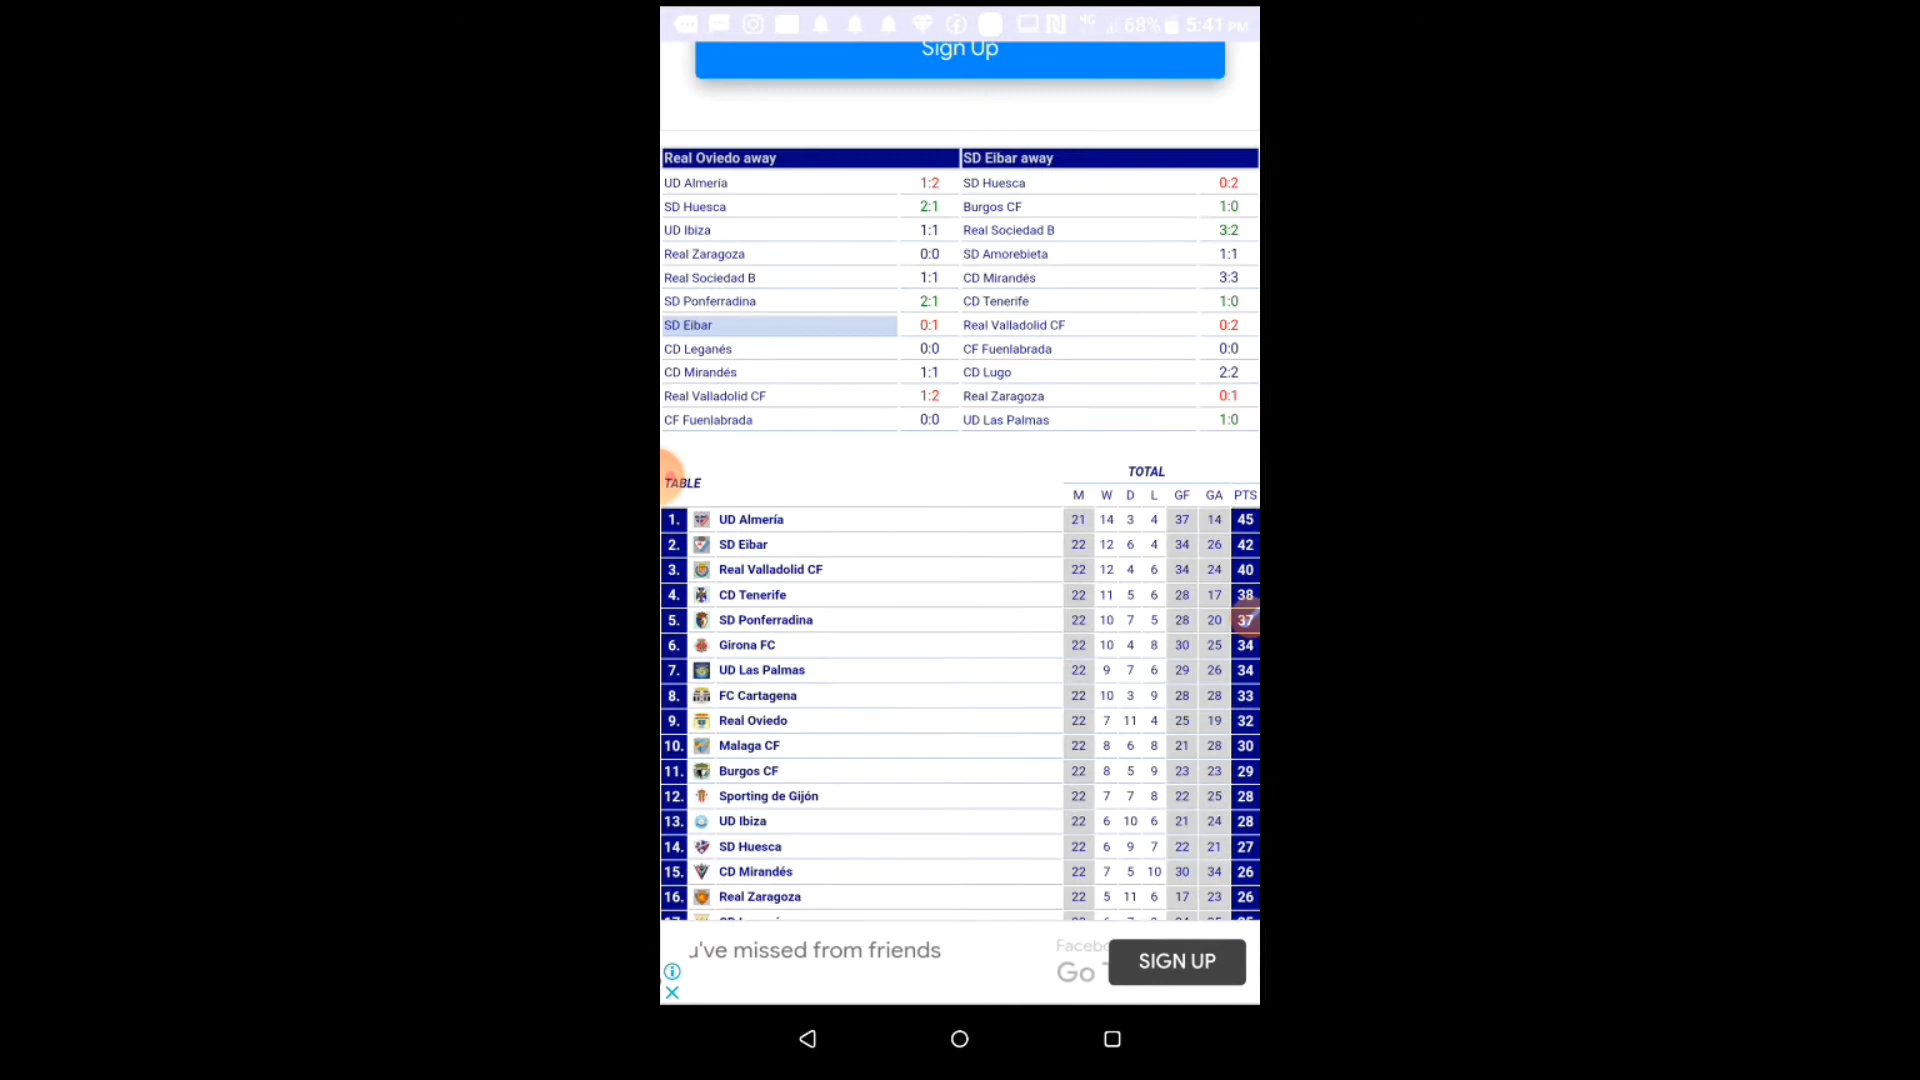 4G 68% 5:41 PM
Sign Up
Real Oviedo away SD Eibar away
UD Almería 1:2 SD Huesca 0:2
SD Huesca 2:1 Burgos CF 1:0
UD Ibiza 1:1 Real Sociedad B 3:2
Real Zaragoza 0:0 SD Amorebieta 1:1
Real Sociedad B 1:1 CD Mirandés 3:3
SD Ponferradina 2:1 CD Tenerife 1:0
SD Eibar 0:1 Real Valladolid CF 0:2
CD Leganés 0:0 CF Fuenlabrada 0:0
CD Mirandés 1:1 CD Lugo 2:2
Real Valladolid CF 1:2 Real Zaragoza 0:1
CF Fuenlabrada 0:0 UD Las Palmas 1:0
TABLE TOTAL
M W D L GF GA PTS
1. UD Almería 21 14 3 4 37 14 45
2. SD Eibar 22 12 6 4 34 26 42
3. Real Valladolid CF 22 12 4 6 34 24 40
4. CD Tenerife 22 11 5 6 28 17 38
5. SD Ponferradina 22 10 7 5 28 20 37
6. Girona FC 22 10 4 8 30 25 34
7. UD Las Palmas 22 9 7 6 29 26 34
8. FC Cartagena 22 10 3 9 28 28 33
9. Real Oviedo 22 7 11 4 25 19 32
10. Malaga CF 22 8 6 8 21 28 30
11. Burgos CF 22 8 5 9 23 23 29
12. Sporting de Gijón 22 7 7 8 22 25 28
13. UD Ibiza 22 6 10 6 21 24 28
14. SD Huesca 22 6 9 7 22 21 27
15. CD Mirandés 22 7 5 10 30 34 26
16. Real Zaragoza 22 5 11 6 17 23 26
u've missed from friends
Facebo
Go
SIGN UP